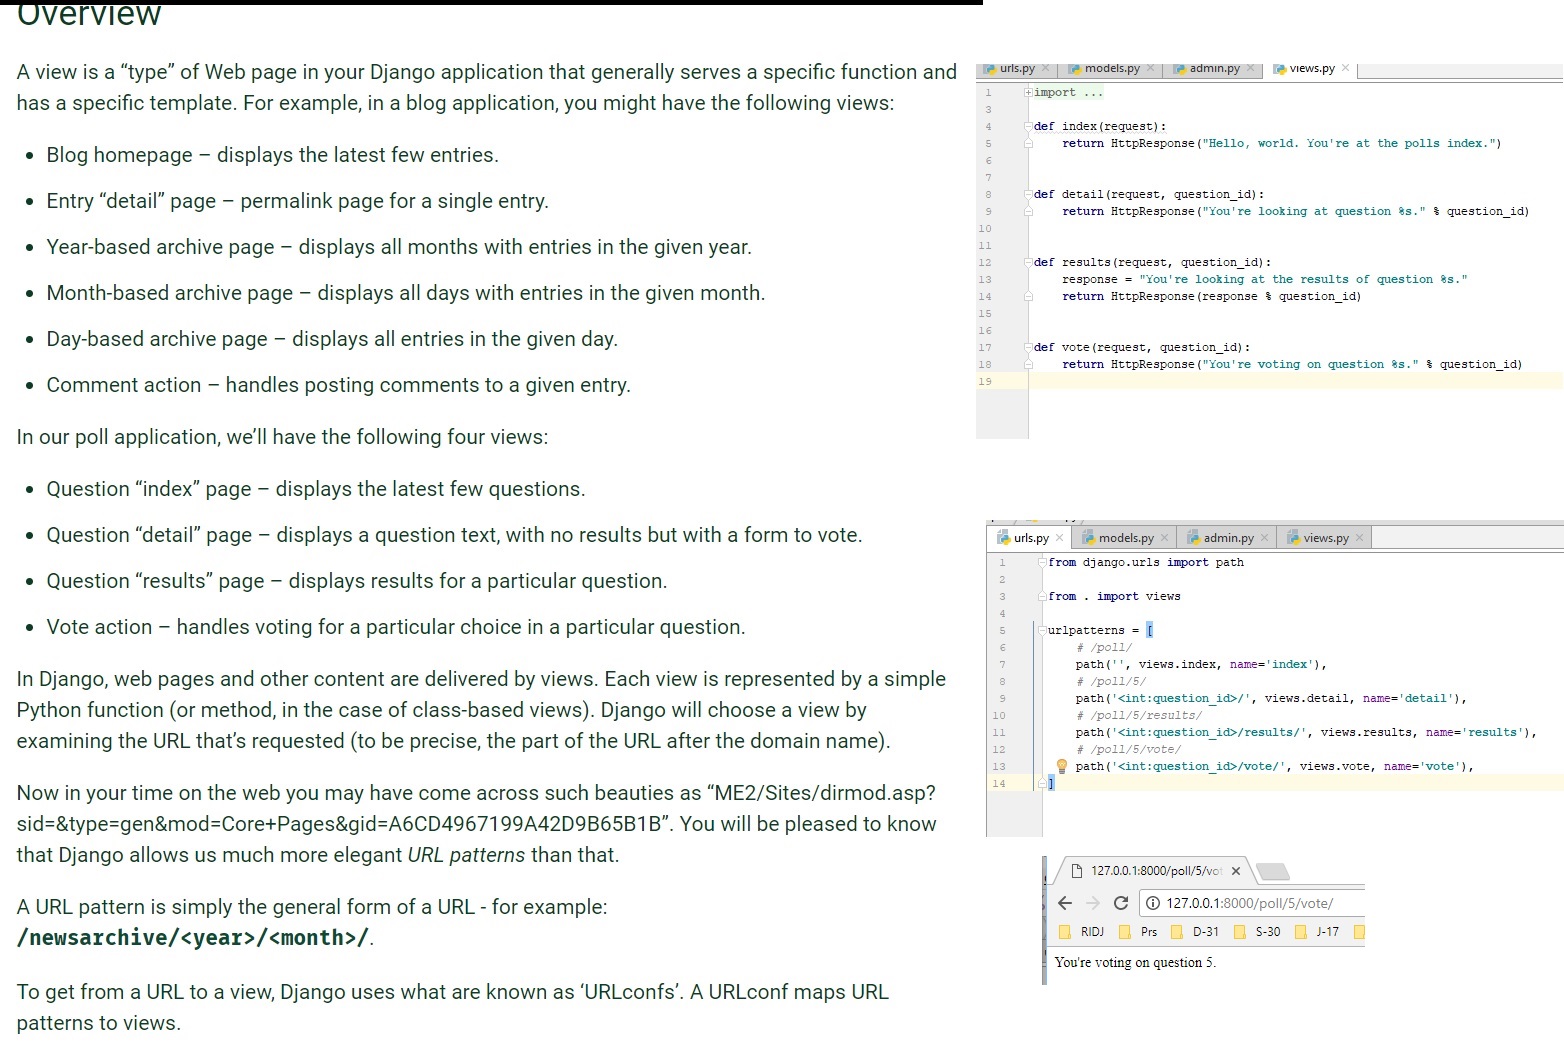 Overview
A view is a “type” of Web page in your Django application that generally serves a specific function and
has a specific template. For example, in a blog application, you might have the following views:
• Blog homepage – displays the latest few entries.
• Entry “detail” page – permalink page for a single entry.
• Year-based archive page – displays all months with entries in the given year.
• Month-based archive page – displays all days with entries in the given month.
• Day-based archive page – displays all entries in the given day.
• Comment action – handles posting comments to a given entry.
In our poll application, we’ll have the following four views:
• Question “index” page – displays the latest few questions.
• Question “detail” page – displays a question text, with no results but with a form to vote.
• Question “results” page – displays results for a particular question.
• Vote action – handles voting for a particular choice in a particular question.
In Django, web pages and other content are delivered by views. Each view is represented by a simple
Python function (or method, in the case of class-based views). Django will choose a view by
examining the URL that’s requested (to be precise, the part of the URL after the domain name).
Now in your time on the web you may have come across such beauties as “ME2/Sites/dirmod.asp?
sid=&type=gen&mod=Core+Pages&gid=A6CD4967199A42D9B65B1B”. You will be pleased to know
that Django allows us much more elegant URL patterns than that.
A URL pattern is simply the general form of a URL - for example:
/newsarchive/<year>/<month>/.
To get from a URL to a view, Django uses what are known as ‘URLconfs’. A URLconf maps URL
patterns to views.
urls.py × models.py × admin.py × views.py ×
1 import ...
3
4 def index(request):
5 return HttpResponse("Hello, world. You're at the polls index.")
6
7
8 def detail(request, question_id):
9 return HttpResponse("You're looking at question %s." % question_id)
10
11
12 def results(request, question_id):
13 response = "You're looking at the results of question %s."
14 return HttpResponse(response % question_id)
15
16
17 def vote(request, question_id):
18 return HttpResponse("You're voting on question %s." % question_id)
19
urls.py × models.py × admin.py × views.py ×
1 from django.urls import path
2
3 from . import views
4
5 urlpatterns = [
6 # /poll/
7 path('', views.index, name='index'),
8 # /poll/5/
9 path('<int:question_id>/', views.detail, name='detail'),
10 # /poll/5/results/
11 path('<int:question_id>/results/', views.results, name='results'),
12 # /poll/5/vote/
13 path('<int:question_id>/vote/', views.vote, name='vote'),
14 ]
127.0.0.1:8000/poll/5/vot ×
127.0.0.1:8000/poll/5/vote/
RIDJ Prs D-31 S-30 J-17
You're voting on question 5.